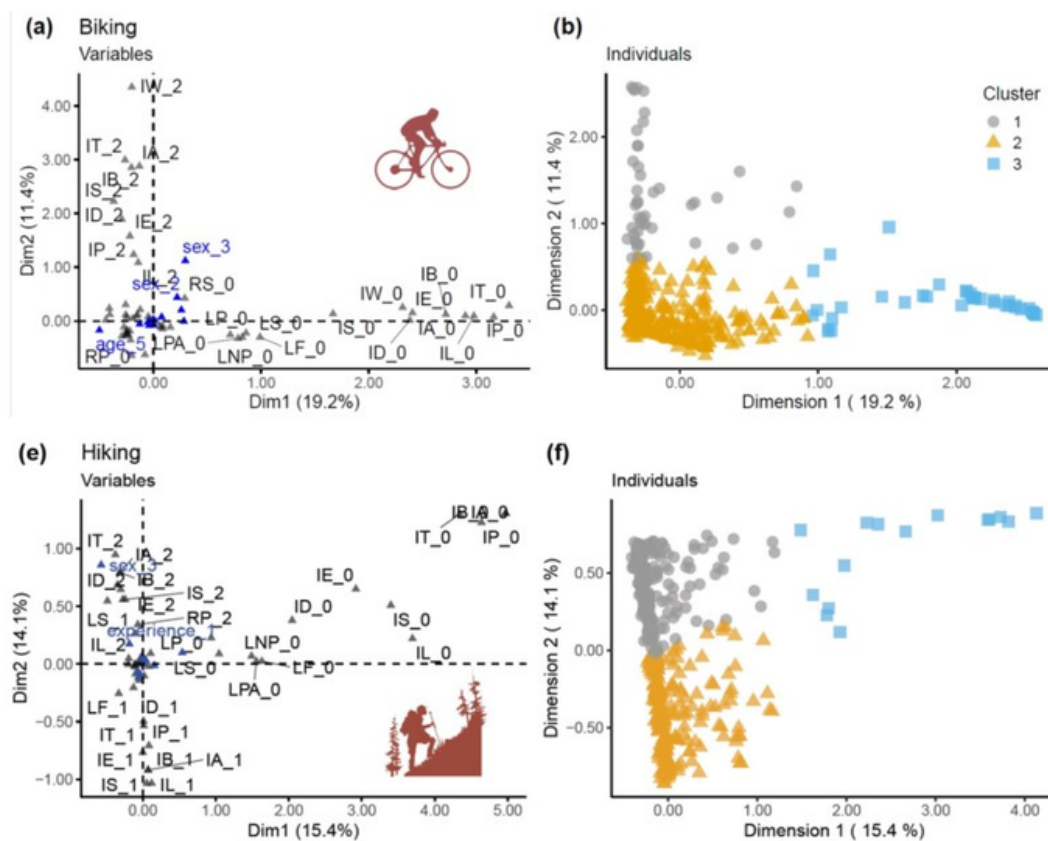 (a) Biking
Variables
IW_2
IT_2
IA_2
IB_2
IS_2
ID_2
IE_2
IP_2
sex_3
IL_2
sex_2
RS_0
IB_0
IW_0
IE_0
IT_0
LP_0
LS_0
IS_0
IA_0
IP_0
age_5
LPA_0
LF_0
ID_0
IL_0
RP_0
LNP_0
4.00
3.00
2.00
1.00
0.00
Dim2 (11.4%)
0.00 1.00 2.00 3.00
Dim1 (19.2%)
(b)
Individuals
Cluster
1
2
3
2.00
1.00
0.00
Dimension 2 ( 11.4 %)
0.00 1.00 2.00
Dimension 1 ( 19.2 %)
(e) Hiking
Variables
IT_2
IA_2
sex_3
ID_2
IB_2
IS_2
IE_2
LS_1
RP_2
IL_2
LP_0
LS_0
LNP_0
LPA_0
LF_0
IE_0
ID_0
IT_0
IP_0
IS_0
IL_0
LF_1
ID_1
IT_1
IP_1
IE_1
IB_1
IA_1
IS_1
IL_1
1.00
0.50
0.00
−0.50
−1.00
Dim2 (14.1%)
0.00 1.00 2.00 3.00 4.00 5.00
Dim1 (15.4%)
(f)
Individuals
0.50
0.00
−0.50
Dimension 2 ( 14.1 %)
0.00 1.00 2.00 3.00 4.00
Dimension 1 ( 15.4 %)